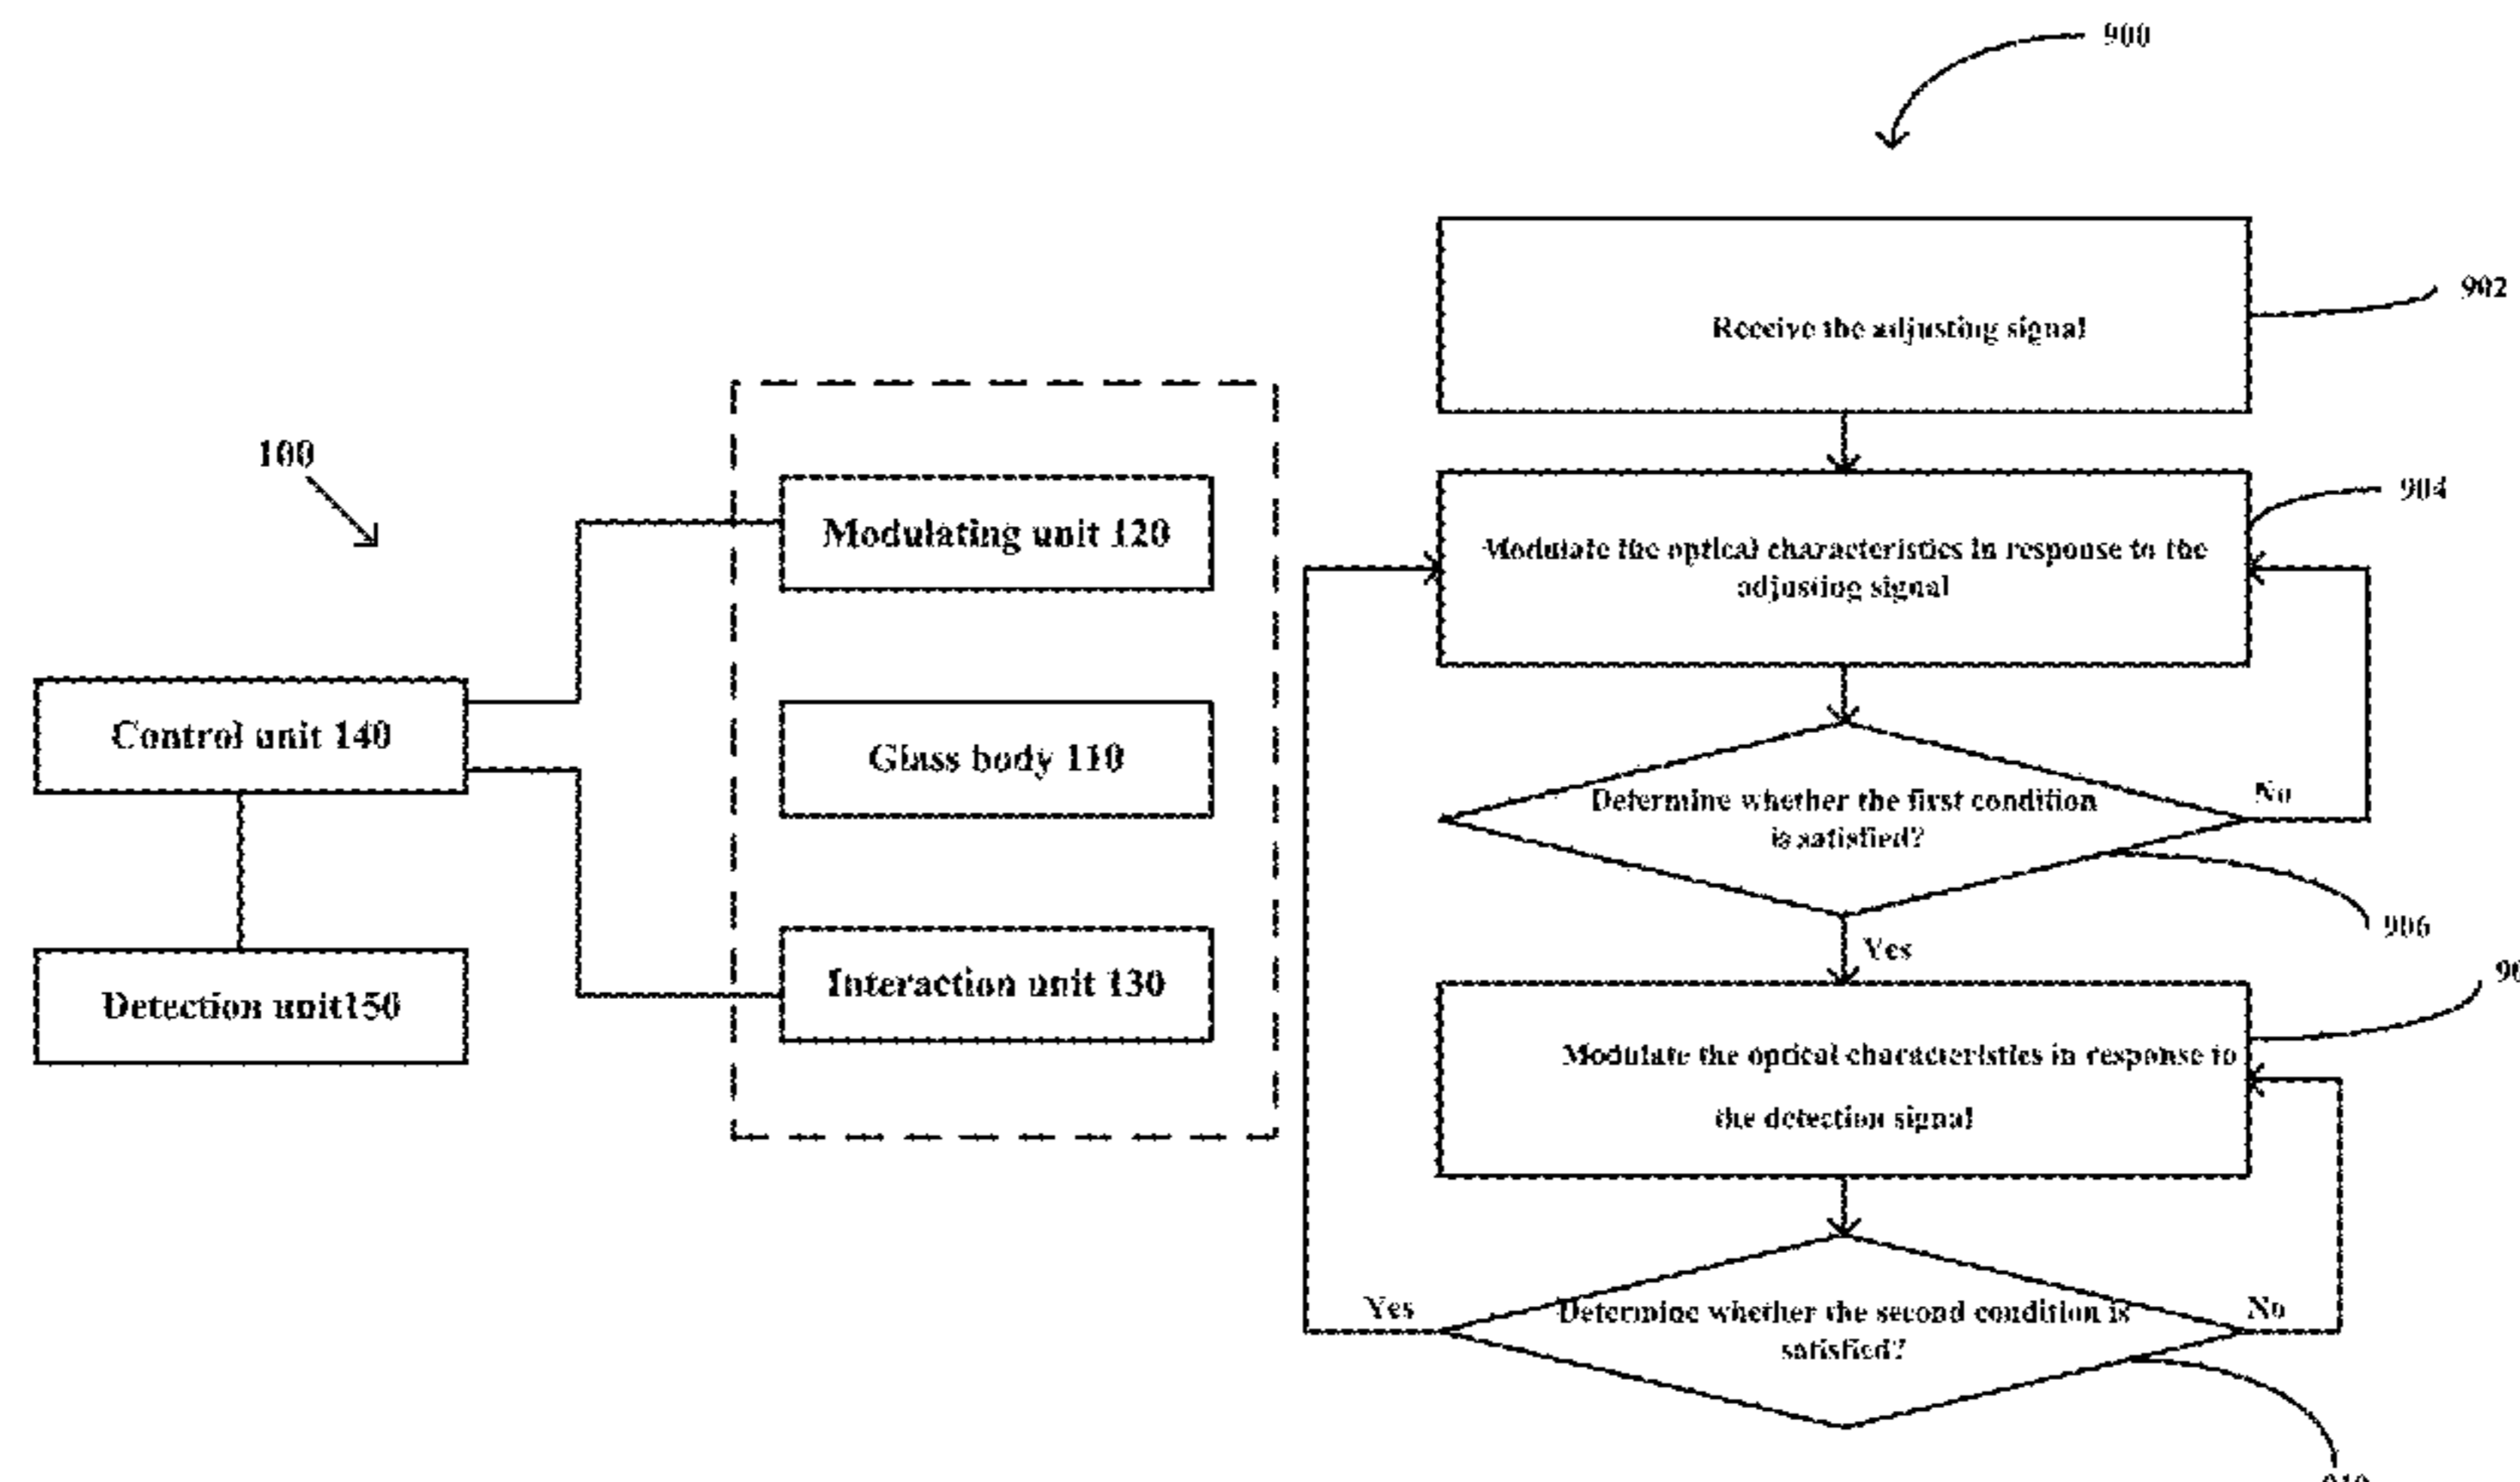 100
Modulating unit 120
Control unit 140
Glass body 110
Detection unit150
Interaction unit 130
900
902
Receive the adjusting signal
904
Modulate the optical characteristics in response to the
adjusting signal
Determine whether the first condition
is satisfied?
No
906
Yes
Modulate the optical characteristics in response to
the detection signal
Determine whether the second condition is
satisfied?
Yes
No